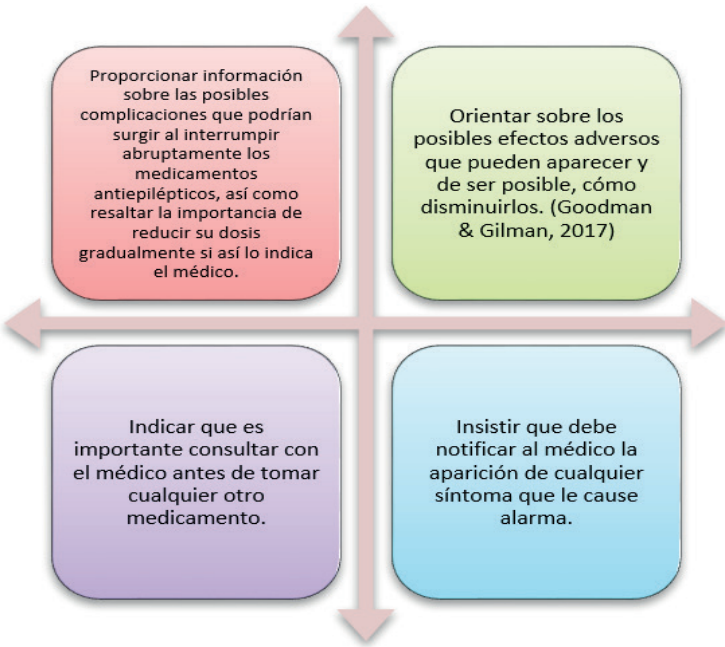 Proporcionar información
sobre las posibles
complicaciones que podrían
surgir al interrumpir
abruptamente los
medicamentos
antiepilépticos, así como
resaltar la importancia de
reducir su dosis
gradualmente si así lo indica
el médico.
Orientar sobre los
posibles efectos adversos
que pueden aparecer y
de ser posible, cómo
disminuirlos. (Goodman
& Gilman, 2017)
Indicar que es
importante consultar con
el médico antes de tomar
cualquier otro
medicamento.
Insistir que debe
notificar al médico la
aparición de cualquier
síntoma que le cause
alarma.